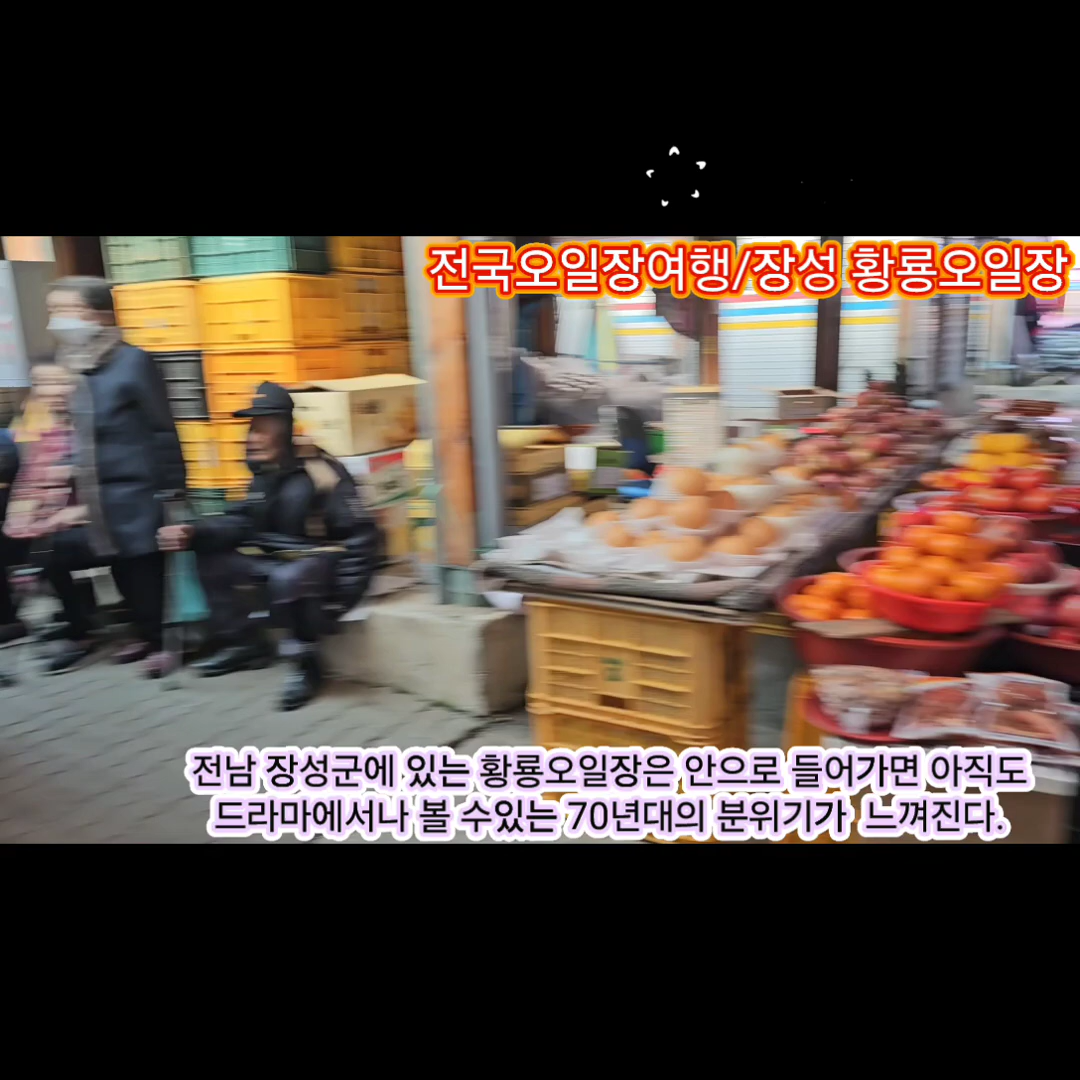 전국오일장여행/장성 황룡오일장
전남 장성군에 있는 황룡오일장은 안으로 들어가면 아직도
드라마에서나 볼 수있는 70년대의 분위기가 느껴진다.